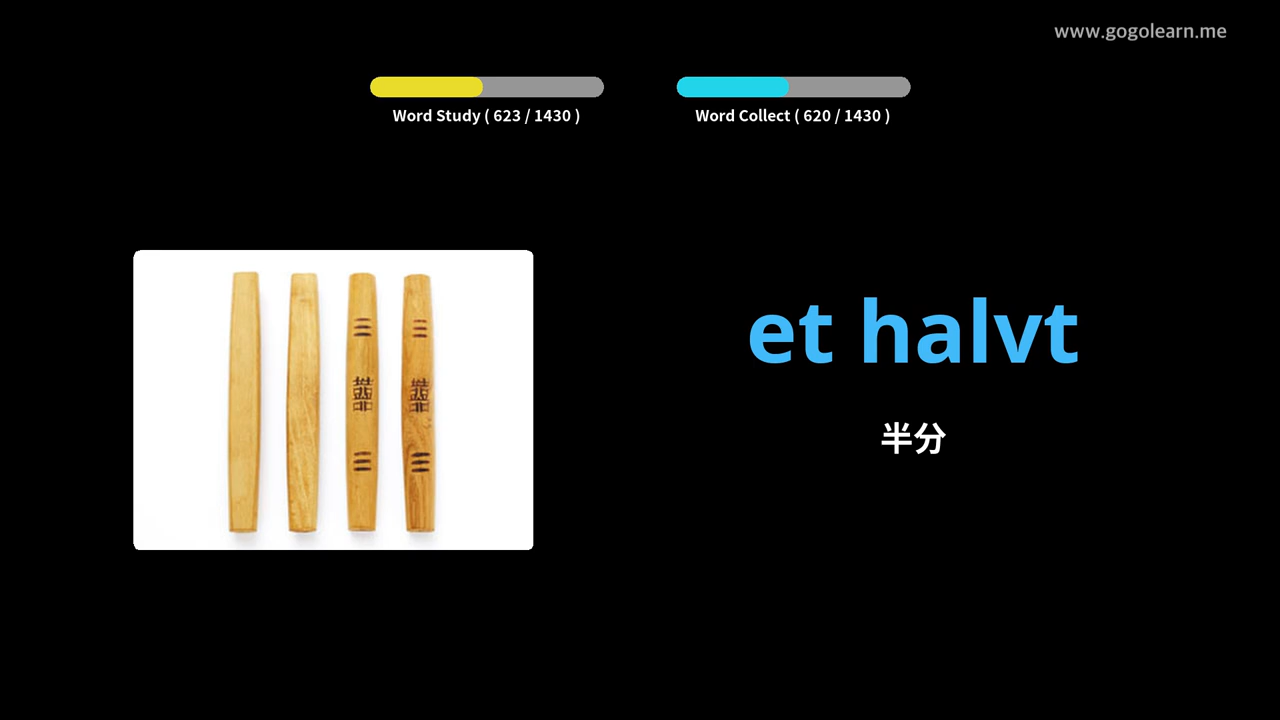 www.gogolearn.me
Word Study ( 623 / 1430 )
Word Collect ( 620 / 1430 )
et halvt
半分